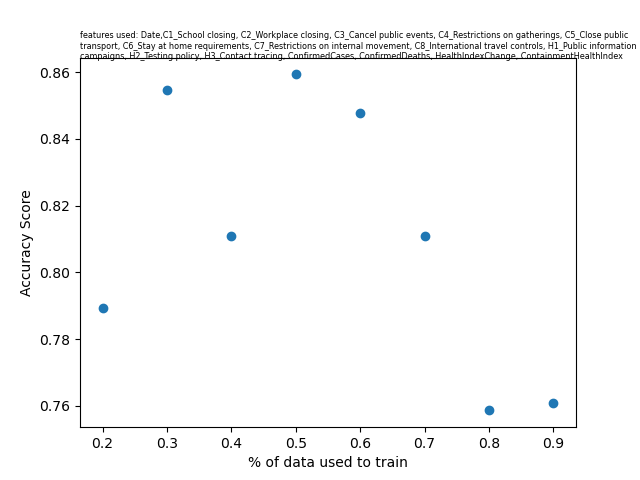 features used: Date,C1_School closing, C2_Workplace closing, C3_Cancel public events, C4_Restrictions on gatherings, C5_Close public
transport, C6_Stay at home requirements, C7_Restrictions on internal movement, C8_International travel controls, H1_Public information
campaigns, H2_Testing policy, H3_Contact tracing, ConfirmedCases, ConfirmedDeaths, HealthIndexChange, ContainmentHealthIndex
0.86
0.84
0.82
0.80
0.78
0.76
Accuracy Score
0.2 0.3 0.4 0.5 0.6 0.7 0.8 0.9
% of data used to train